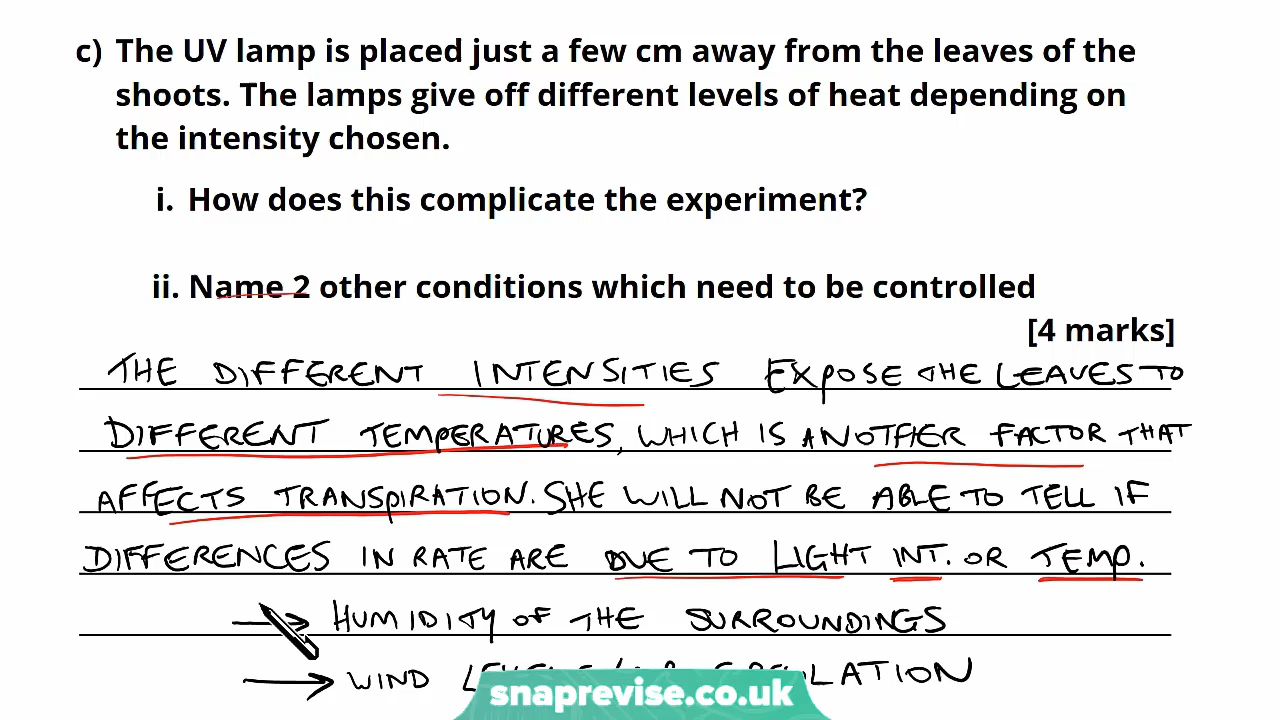 c) The UV lamp is placed just a few cm away from the leaves of the
shoots. The lamps give off different levels of heat depending on
the intensity chosen.
i. How does this complicate the experiment?
ii. Name 2 other conditions which need to be controlled
[4 marks]
THE DIFFERENT INTENSITIES EXPOSE THE LEAVES TO
DIFFERENT TEMPERATURES, WHICH IS ANOTHER FACTOR THAT
AFFECTS TRANSPIRATION. SHE WILL NOT BE ABLE TO TELL IF
DIFFERENCES IN RATE ARE DUE TO LIGHT INT. OR TEMP.
→ HUMIDITY OF THE SURROUNDINGS
→ WIND
snaprevise.co.uk